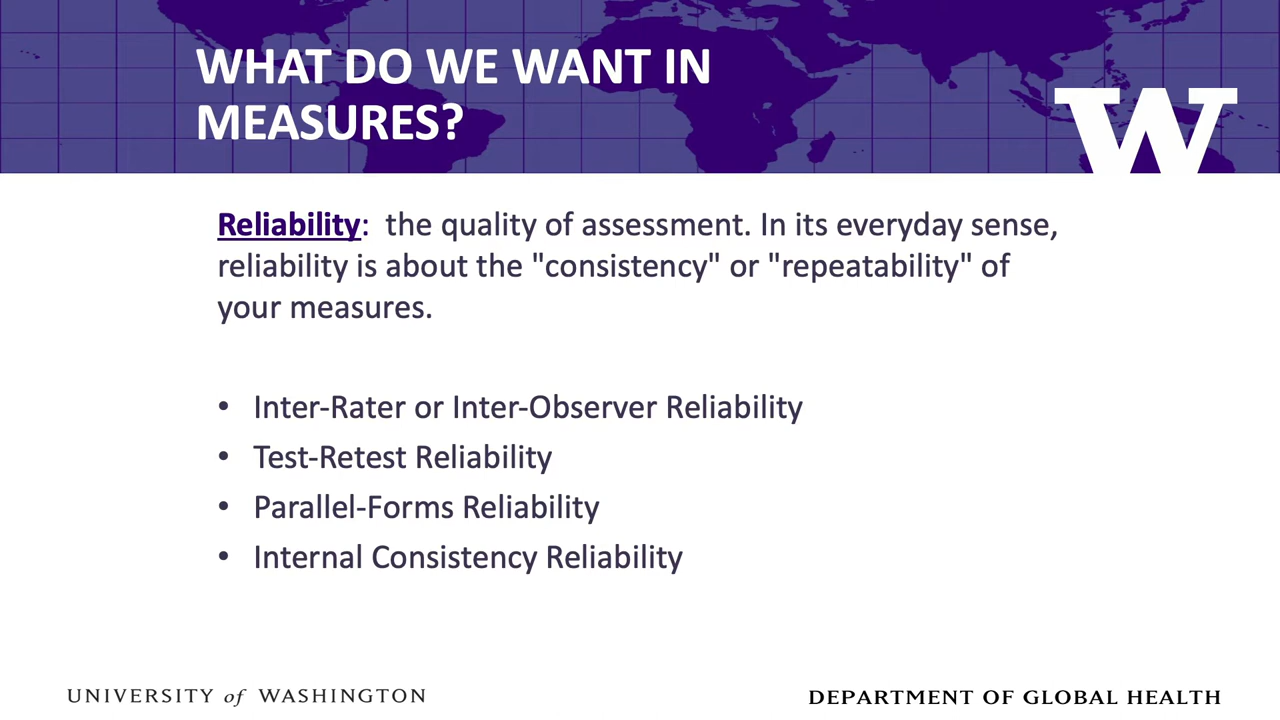 WHAT DO WE WANT IN
MEASURES?
W
Reliability:  the quality of assessment. In its everyday sense,
reliability is about the "consistency" or "repeatability" of
your measures.
• Inter-Rater or Inter-Observer Reliability
• Test-Retest Reliability
• Parallel-Forms Reliability
• Internal Consistency Reliability
UNIVERSITY of WASHINGTON
DEPARTMENT OF GLOBAL HEALTH